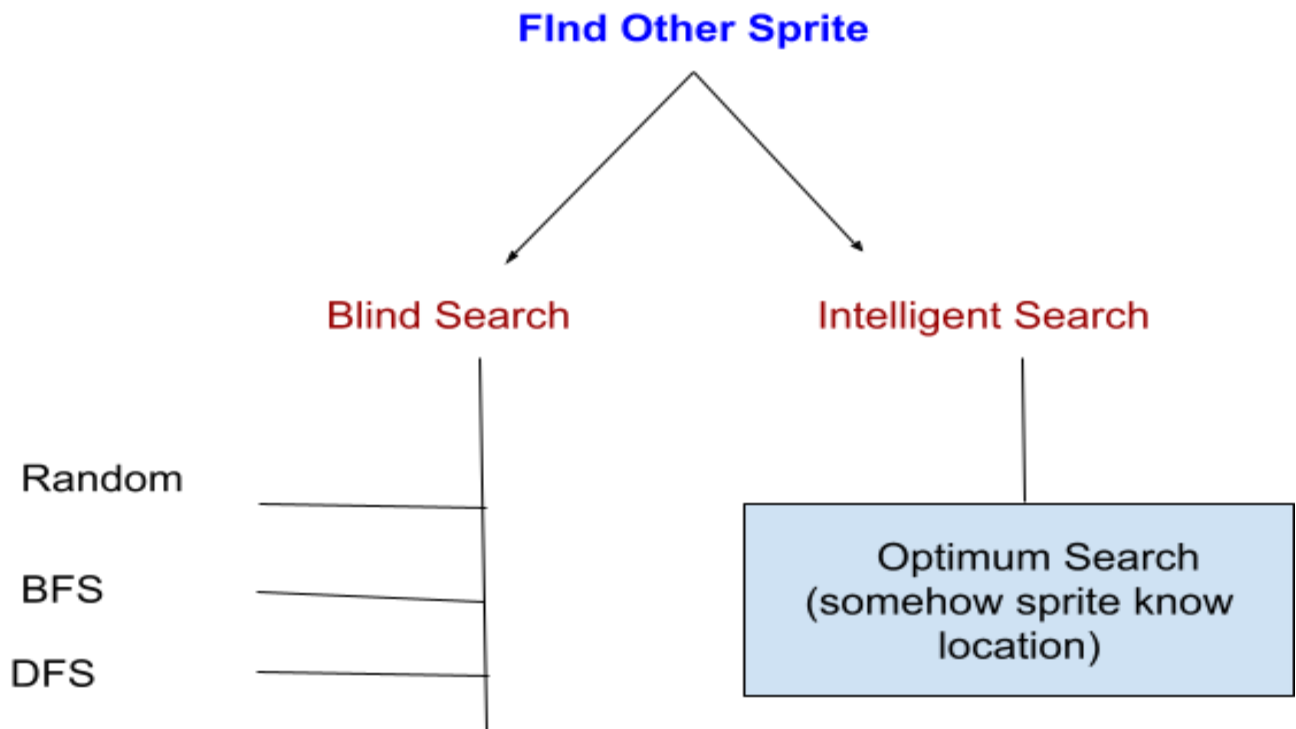 FInd Other Sprite
Blind Search
Intelligent Search
Random
BFS
DFS
Optimum Search
(somehow sprite know
location)